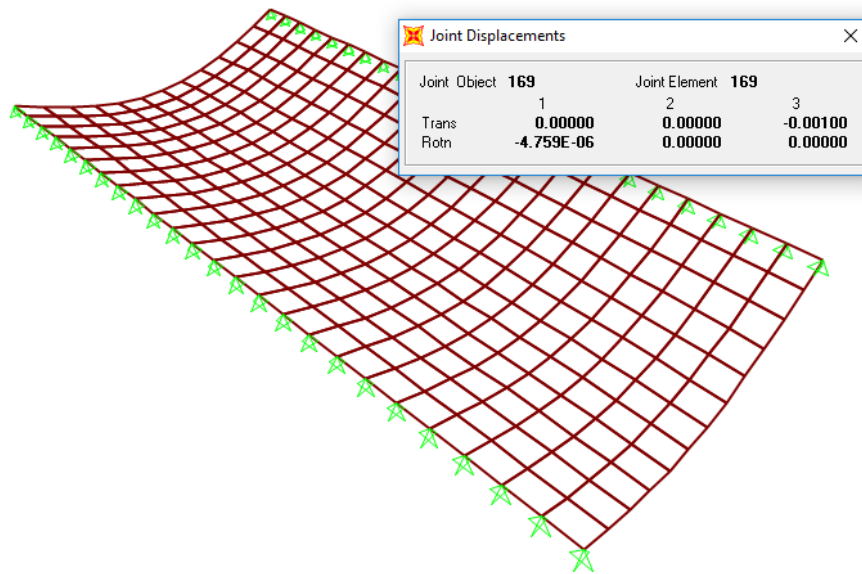 Joint Displacements
Joint Object 169 Joint Element 169
1 2 3
Trans 0.00000 0.00000 -0.00100
Rotn -4.759E-06 0.00000 0.00000